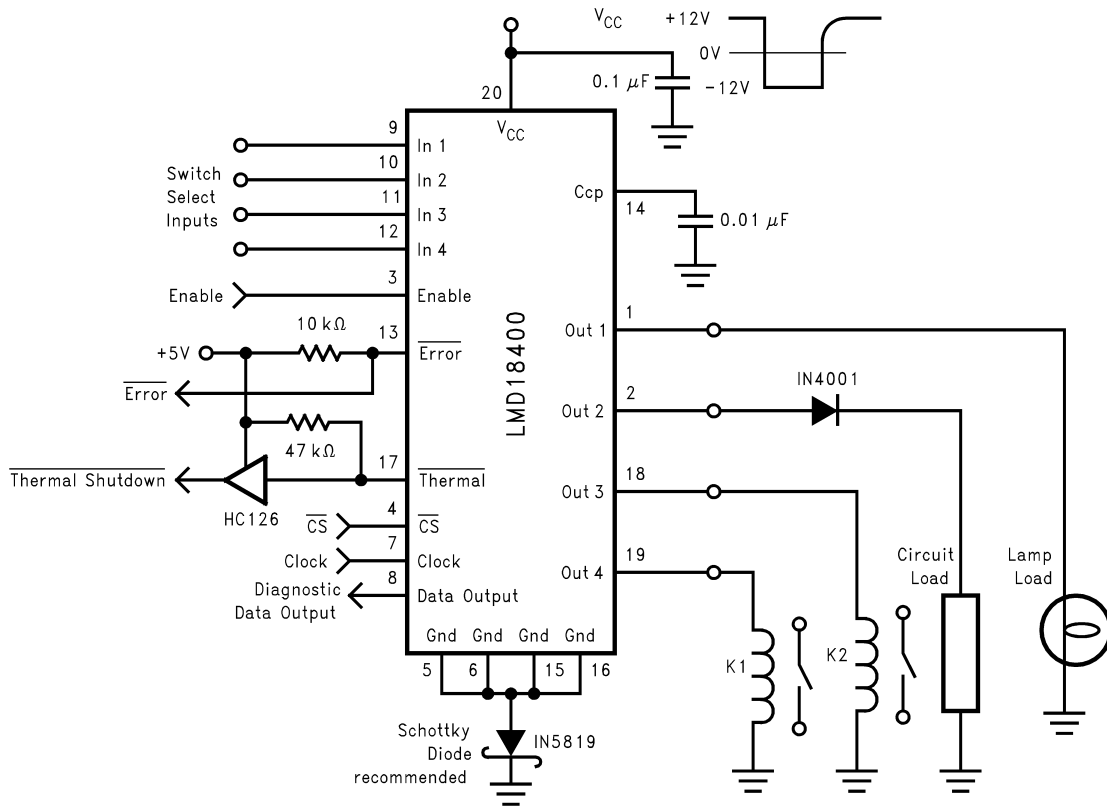 V_CC
+12V
0V
-12V
0.1 μF
20
V_CC
9
In 1
10
In 2
11
In 3
12
In 4
Switch
Select
Inputs
3
Enable
Enable
10 kΩ
13
+5V
Error
Error
47 kΩ
17
Thermal Shutdown
Thermal
HC126
4
CS
CS
7
Clock
Clock
8
Diagnostic
Data Output
Data Output
LMD18400
Ccp
14
0.01 μF
1
Out 1
2
Out 2
IN4001
18
Out 3
19
Out 4
Circuit
Load
Lamp
Load
K1
K2
Gnd Gnd Gnd Gnd
5 6 15 16
Schottky
Diode
recommended
IN5819